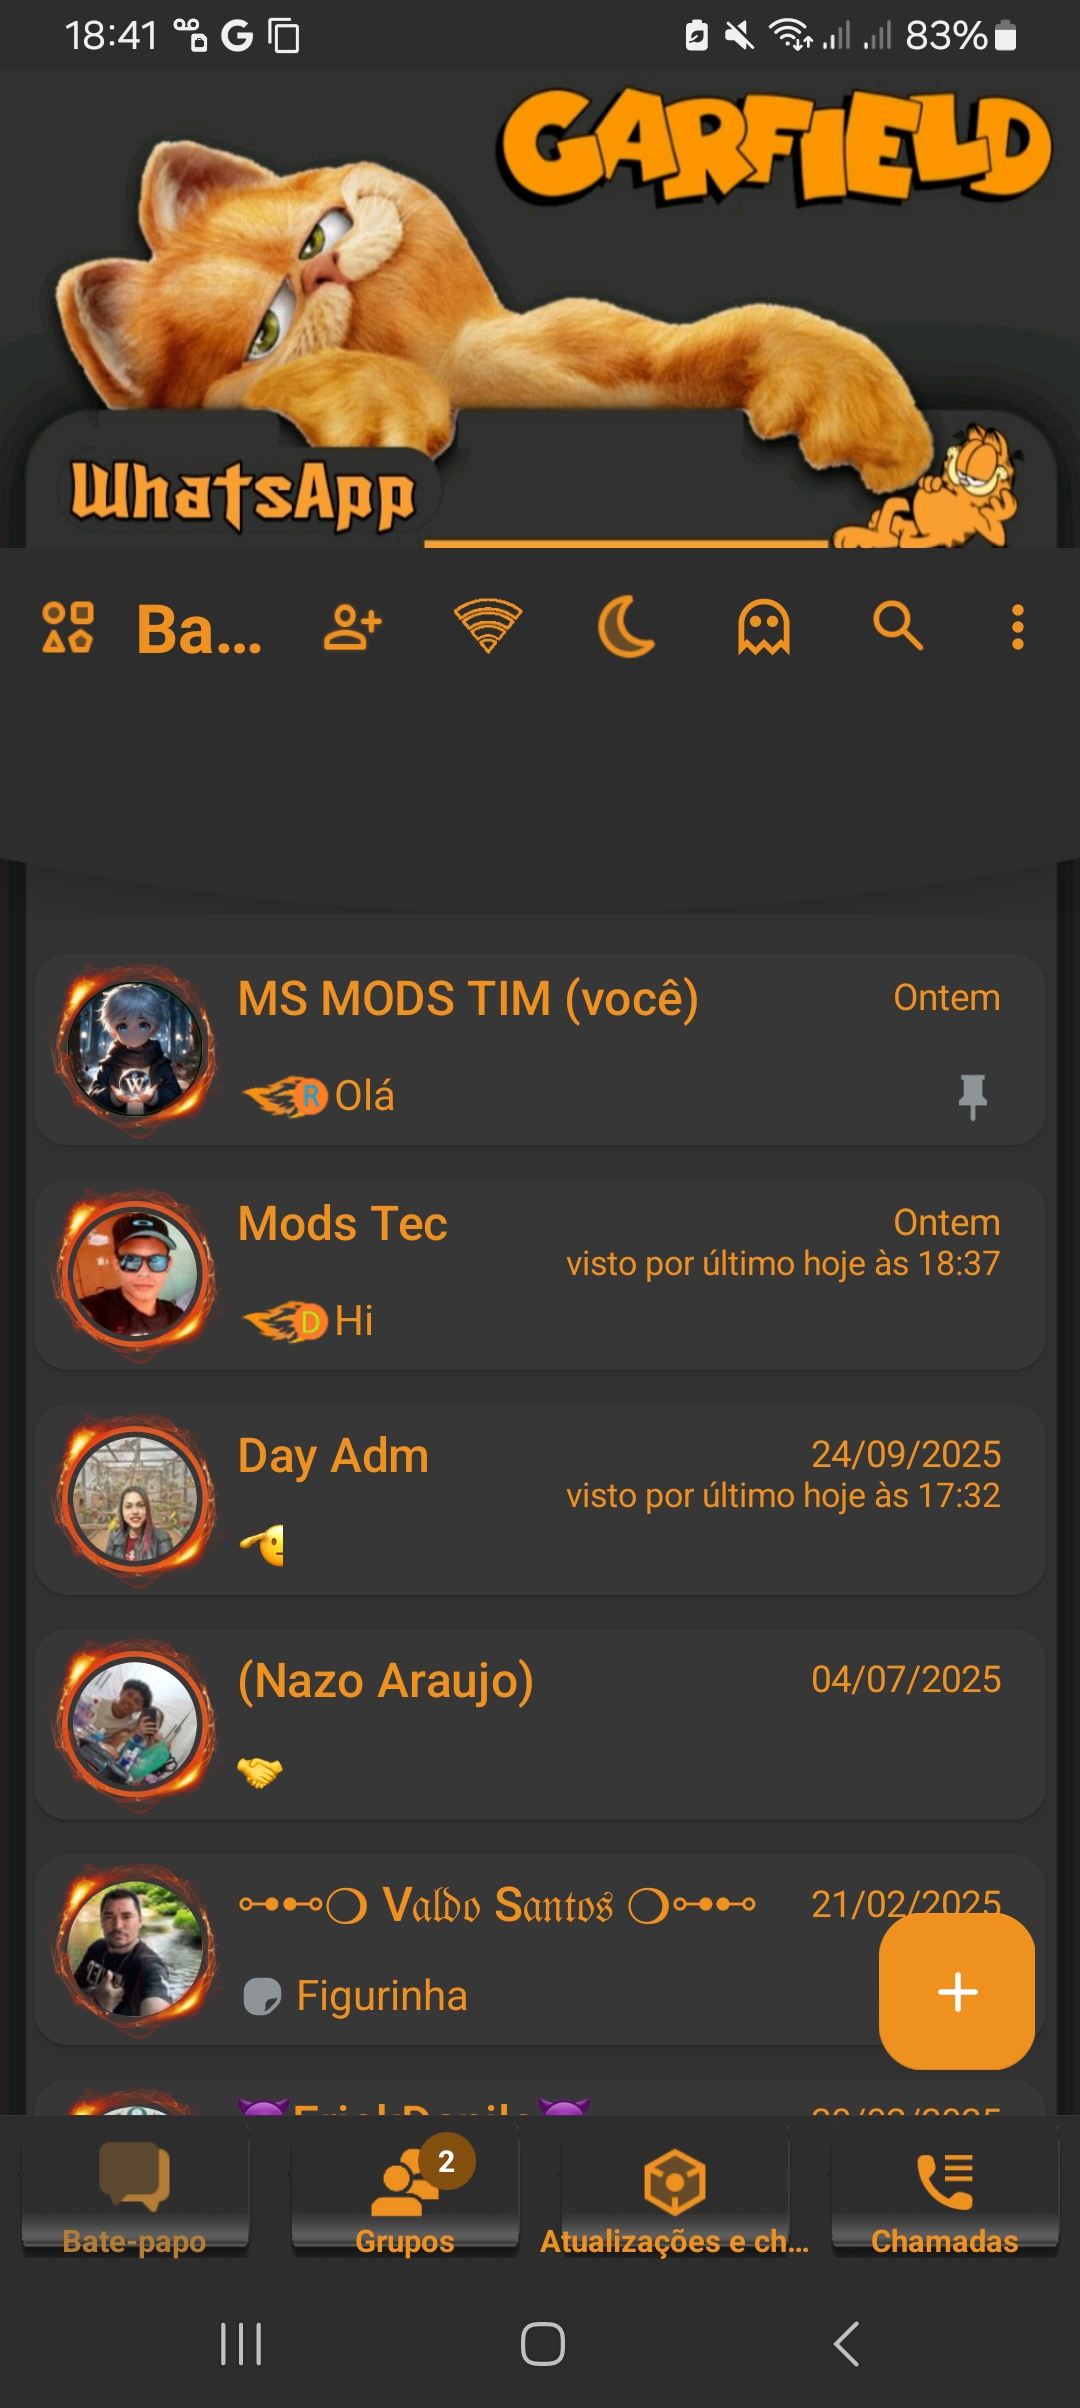 18:41
83%
GARFIELD
WhatsApp
Ba...
MS MODS TIM (você)
Ontem
R Olá
Mods Tec
Ontem
visto por último hoje às 18:37
D Hi
Day Adm
24/09/2025
visto por último hoje às 17:32
(Nazo Araujo)
04/07/2025
⊶●⊷❍ V𝔞𝔩𝔡𝔬 S𝔞𝔫𝔱𝔬𝔰 ❍⊶●⊷
21/02/2025
Figurinha
2
Bate-papo
Grupos
Atualizações e ch...
Chamadas